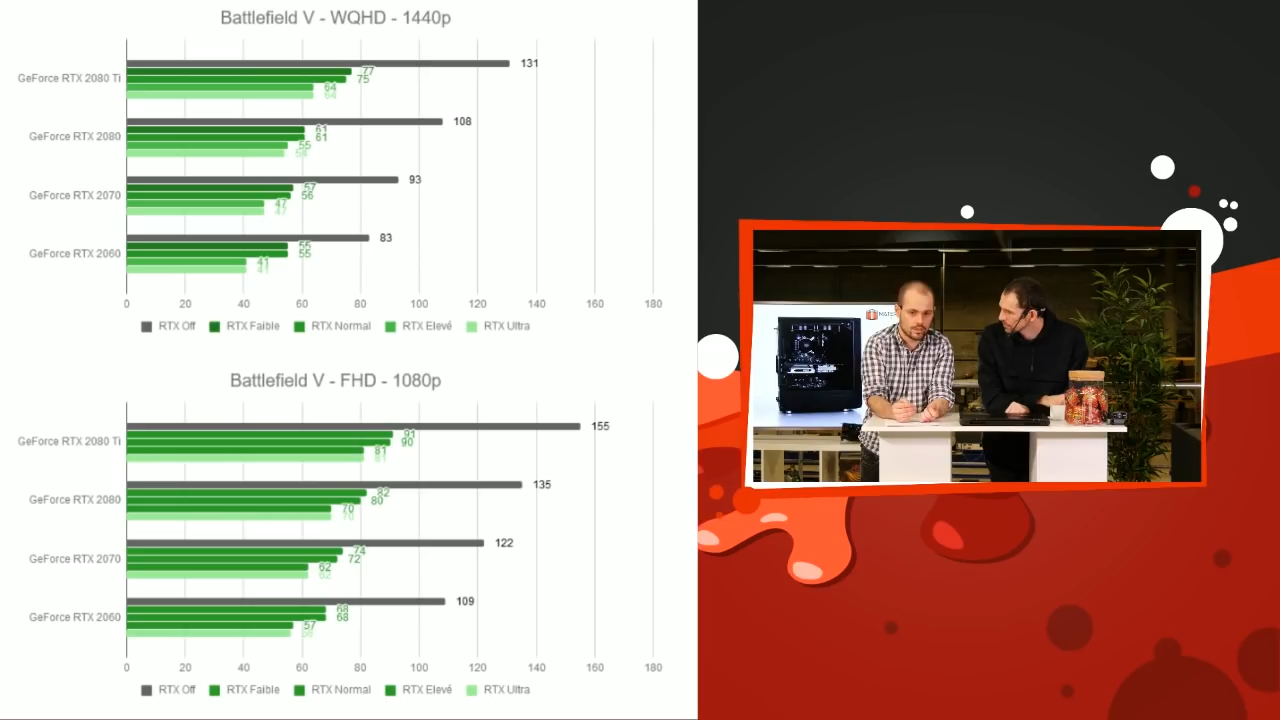 Battlefield V - WQHD - 1440p
GeForce RTX 2080 Ti
131
77
75
64
64
GeForce RTX 2080
108
61
61
55
54
GeForce RTX 2070
93
57
56
47
47
GeForce RTX 2060
83
55
55
41
41
0 20 40 60 80 100 120 140 160 180
RTX Off RTX Faible RTX Normal RTX Elevé RTX Ultra
Battlefield V - FHD - 1080p
GeForce RTX 2080 Ti
155
91
90
81
81
GeForce RTX 2080
135
82
80
70
70
GeForce RTX 2070
122
74
72
62
62
GeForce RTX 2060
109
68
68
57
0 20 40 60 80 100 120 140 160 180
RTX Off RTX Faible RTX Normal RTX Elevé RTX Ultra